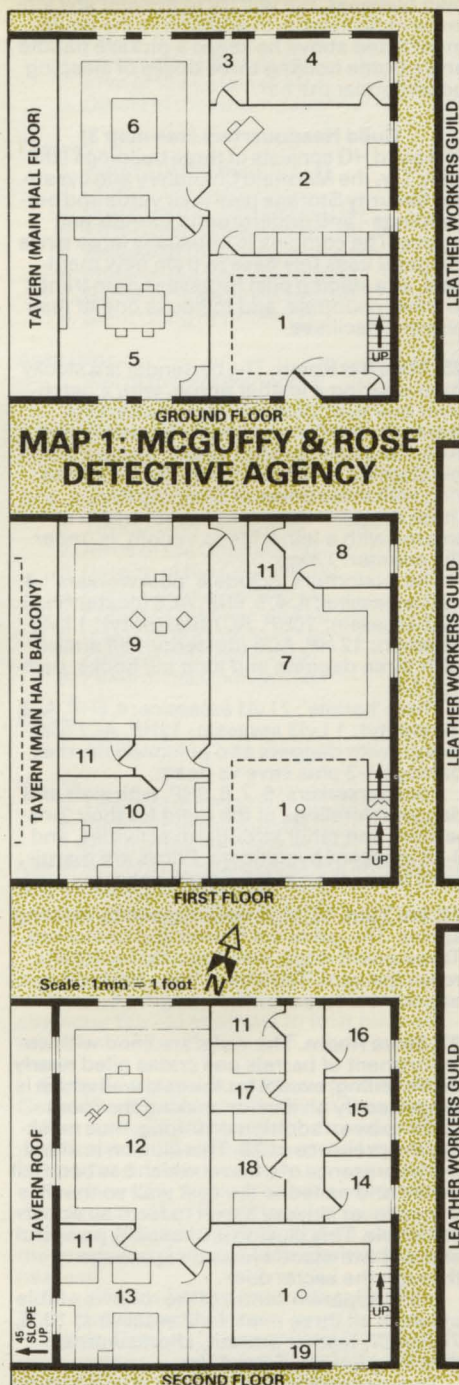 3
4
6
2
TAVERN (MAIN HALL FLOOR)
LEATHER WORKERS GUILD
1
5
UP
GROUND FLOOR
MAP 1: MCGUFFY & ROSE
DETECTIVE AGENCY
8
11
9
7
TAVERN (MAIN HALL BALCONY)
LEATHER WORKERS GUILD
11
10
1
UP
FIRST FLOOR
N
Scale: 1mm = 1 foot
11
16
17
12
15
18
14
TAVERN ROOF
LEATHER WORKERS GUILD
11
13
1
UP
19
45
SLOPE
UP
SECOND FLOOR